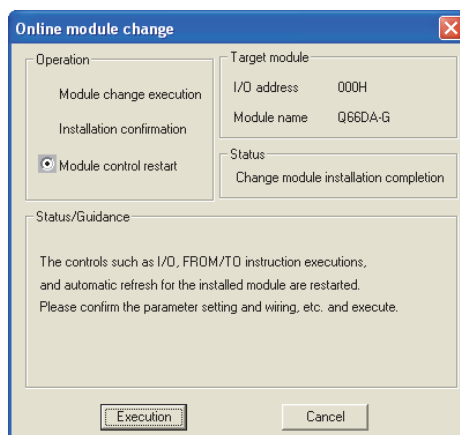 Online module change
Operation
Module change execution
Installation confirmation
Module control restart
Target module
I/O address 000H
Module name Q66DA-G
Status
Change module installation completion
Status/Guidance
The controls such as I/O, FROM/TO instruction executions,
and automatic refresh for the installed module are restarted.
Please confirm the parameter setting and wiring, etc. and execute.
Execution
Cancel